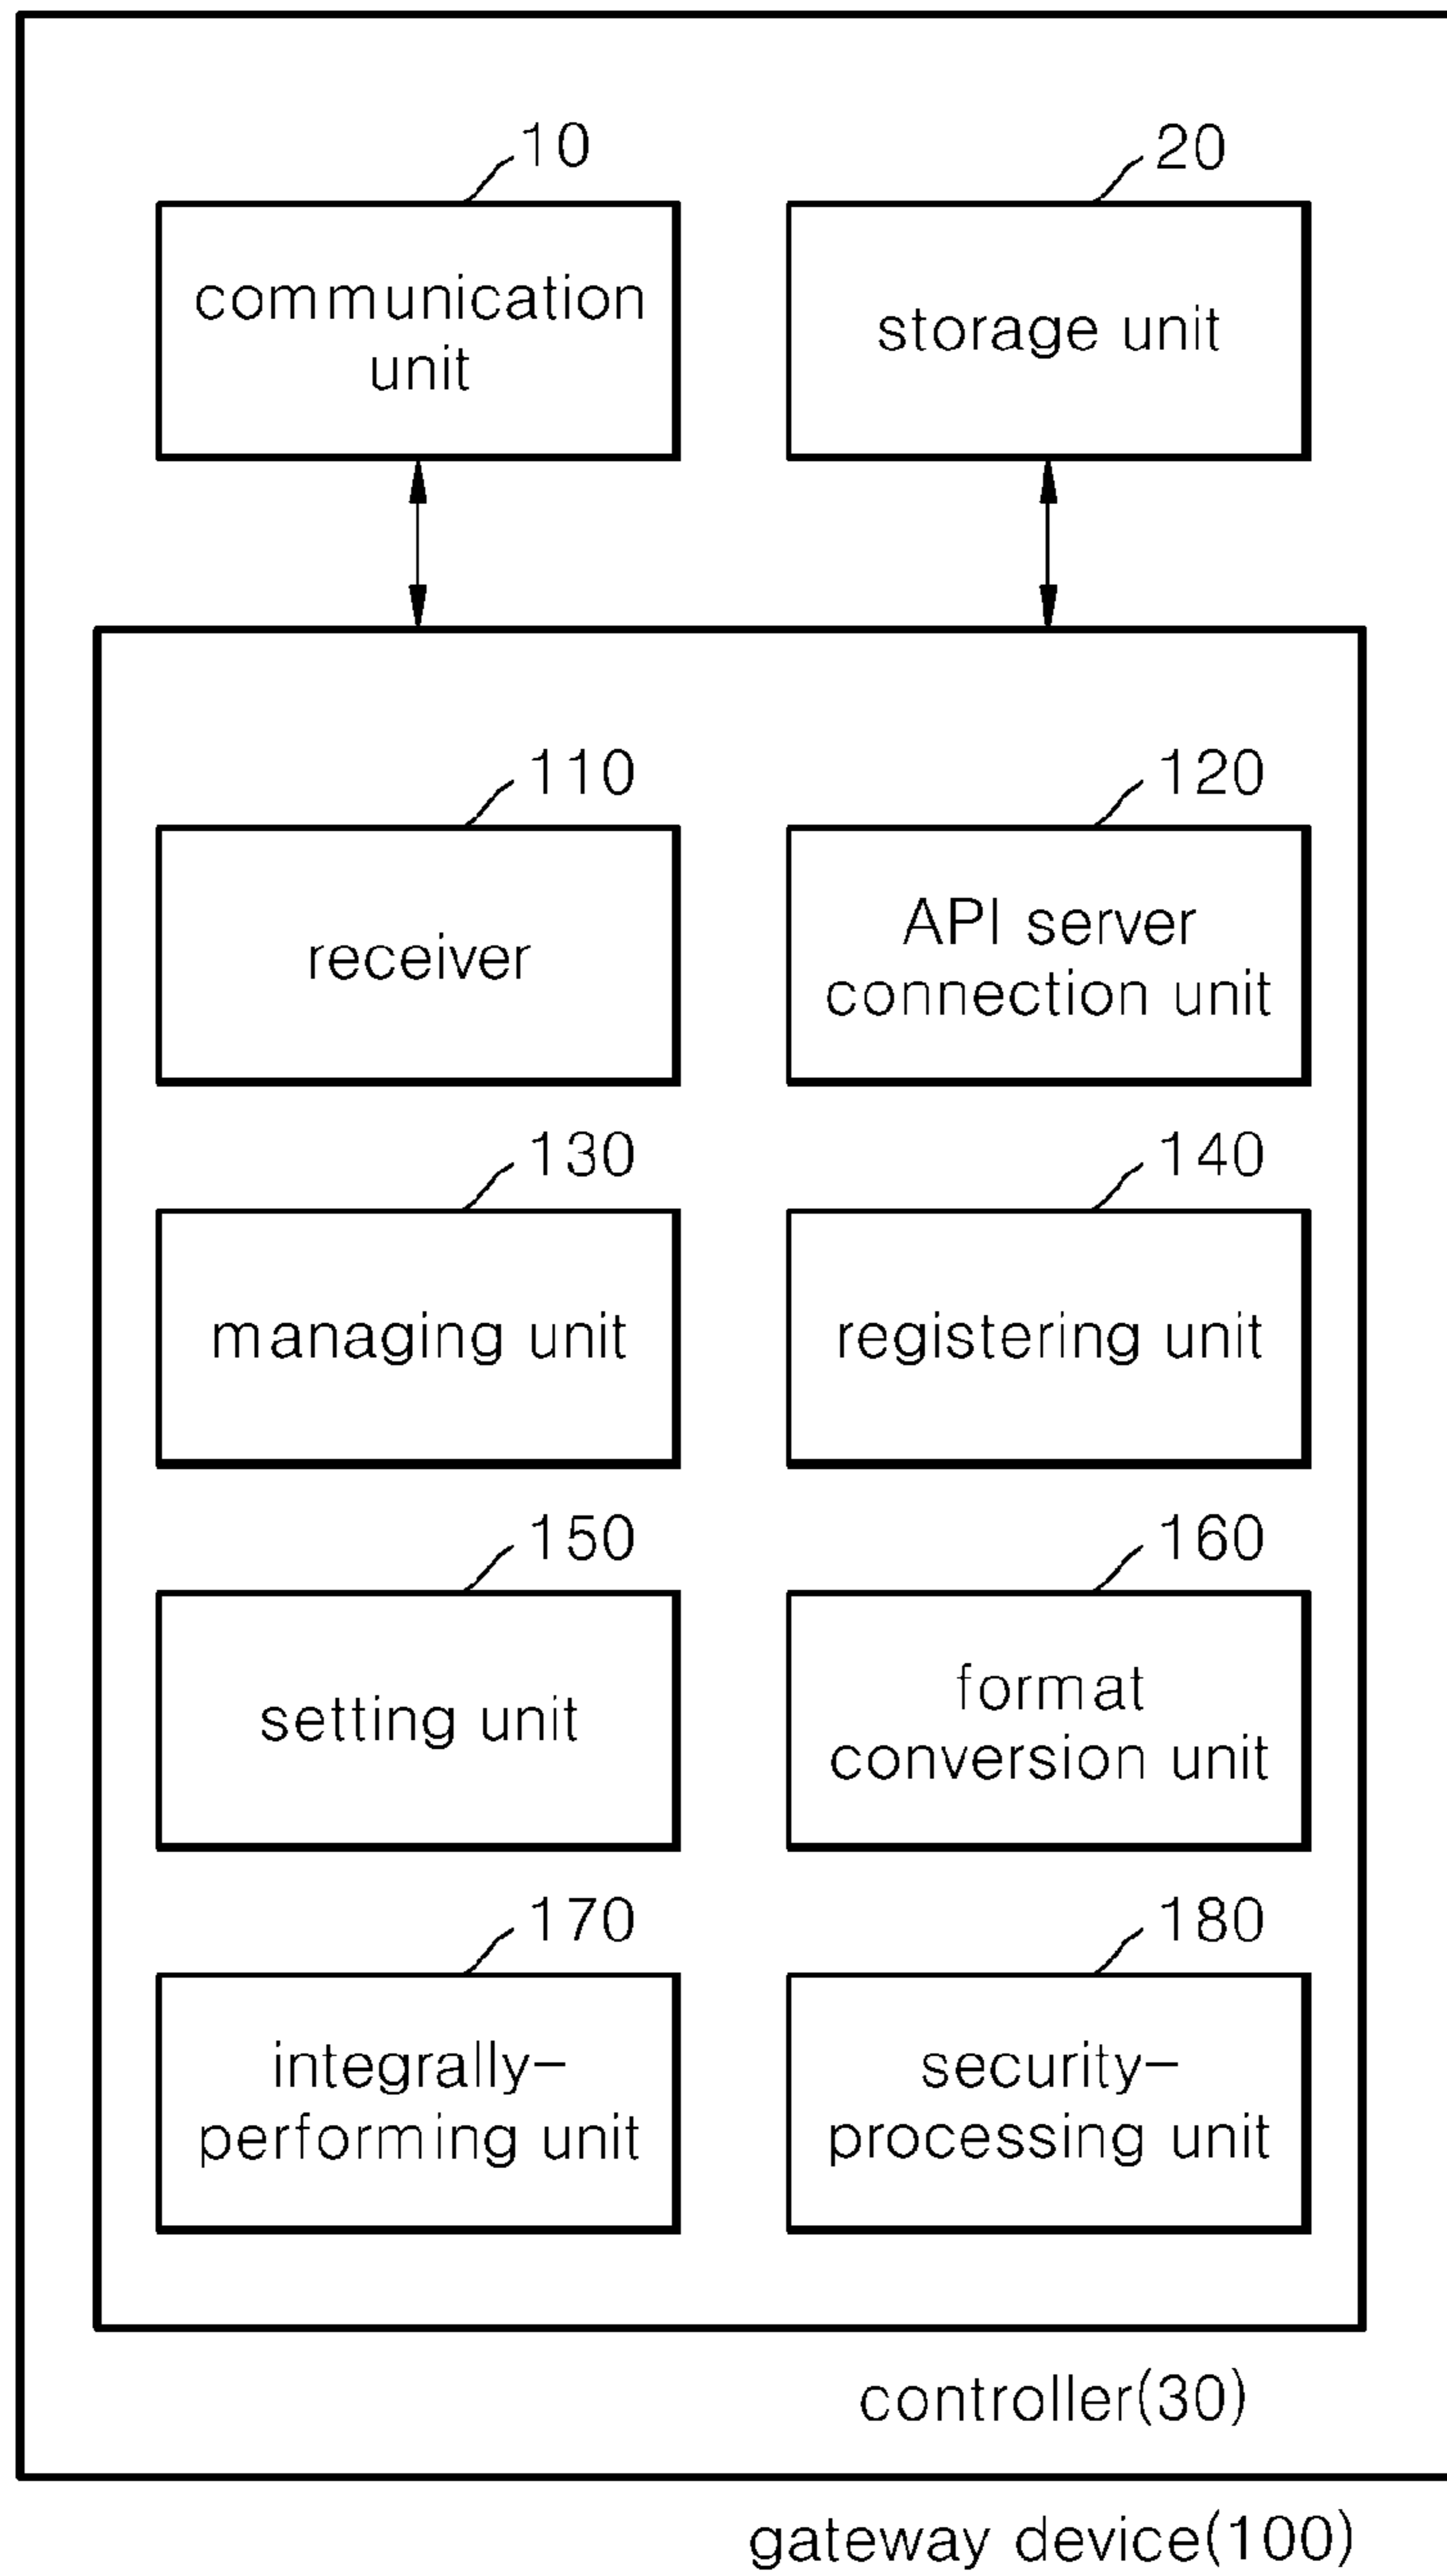 10
20
communication
unit
storage unit
110
120
receiver
API server
connection unit
130
140
managing unit
registering unit
150
160
setting unit
format
conversion unit
170
180
integrally-
performing unit
security-
processing unit
controller(30)
gateway device(100)